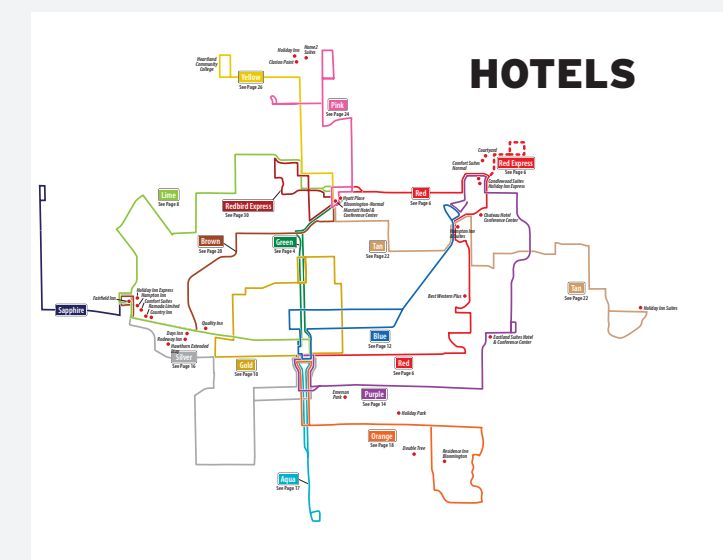 HOTELS
Heartland
Community
College
Holiday Inn
Home2
Suites
Clarion Point
Yellow
See Page 26
Pink
See Page 24
Courtyard
Comfort Suites
Normal
Red Express
See Page 6
Candlewood Suites
Holiday Inn Express
Lime
See Page 8
Redbird Express
See Page 30
Hyatt Place
Bloomington-Normal
Marriott Hotel &
Conference Center
Red
See Page 6
Chateau Hotel
Conference Center
Hampton Inn
& Suites
Brown
See Page 20
Green
See Page 4
Tan
See Page 22
Tan
See Page 22
Holiday Inn Suites
Best Western Plus
Sapphire
Fairfield Inn
Holiday Inn Express
Hampton Inn
Comfort Suites
Ramada Limited
Country Inn
Quality Inn
Days Inn
Rodeway Inn
Hawthorn Extended
Silver
See Page 16
Gold
See Page 10
Blue
See Page 12
Eastland Suites Hotel
& Conference Center
Red
See Page 6
Emerson
Park
Purple
See Page 14
Holiday Park
Orange
See Page 18
Double Tree
Residence Inn
Bloomington
Aqua
See Page 17